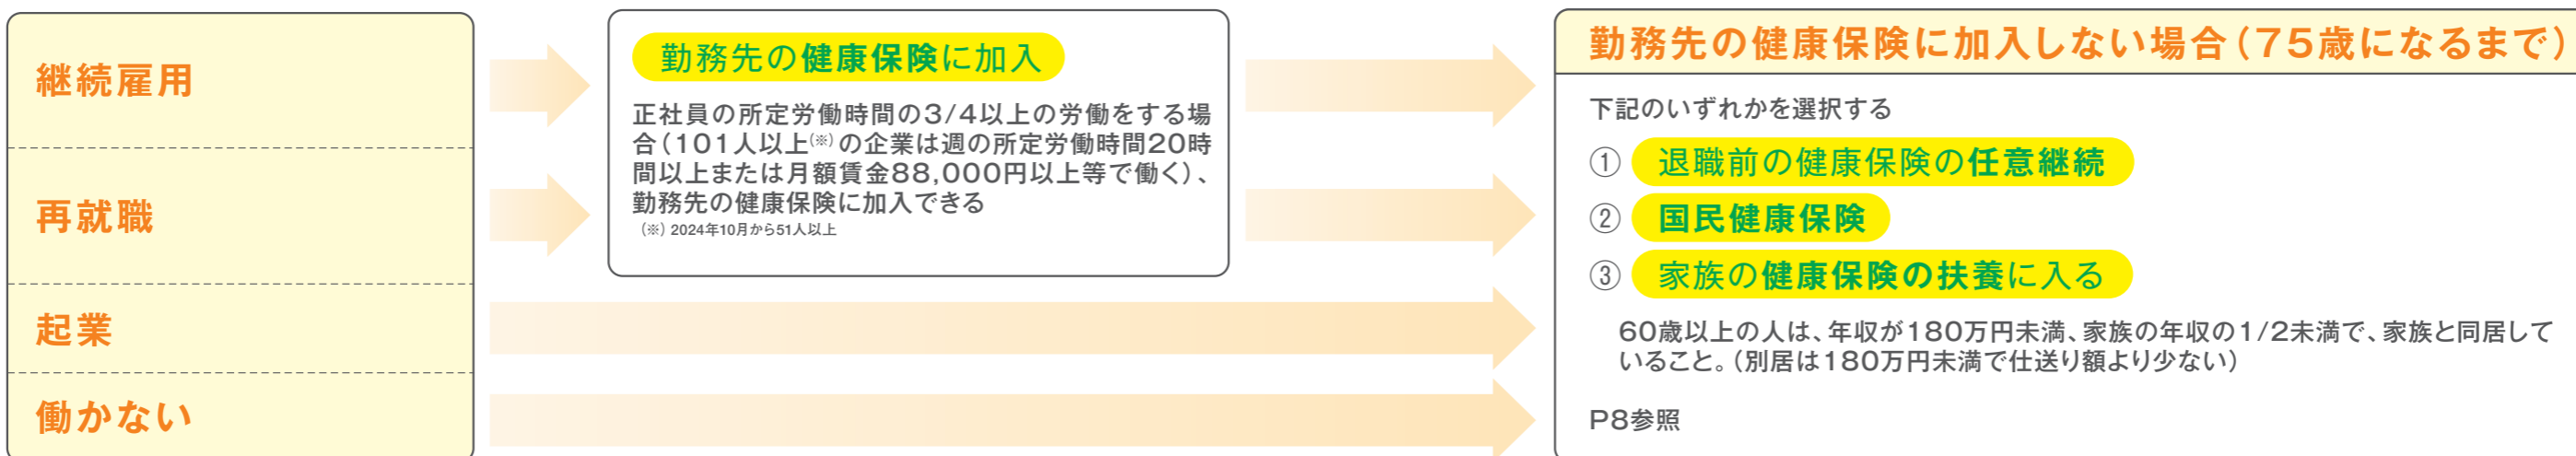 継続雇用
再就職
起業
働かない
勤務先の健康保険に加入
正社員の所定労働時間の3/4以上の労働をする場
合（101人以上(※)の企業は週の所定労働時間20時
間以上または月額賃金88,000円以上等で働く）、
勤務先の健康保険に加入できる
（※）2024年10月から51人以上
勤務先の健康保険に加入しない場合（75歳になるまで）
下記のいずれかを選択する
① 退職前の健康保険の任意継続
② 国民健康保険
③ 家族の健康保険の扶養に入る
60歳以上の人は、年収が180万円未満、家族の年収の1/2未満で、家族と同居して
いること。（別居は180万円未満で仕送り額より少ない）
P8参照